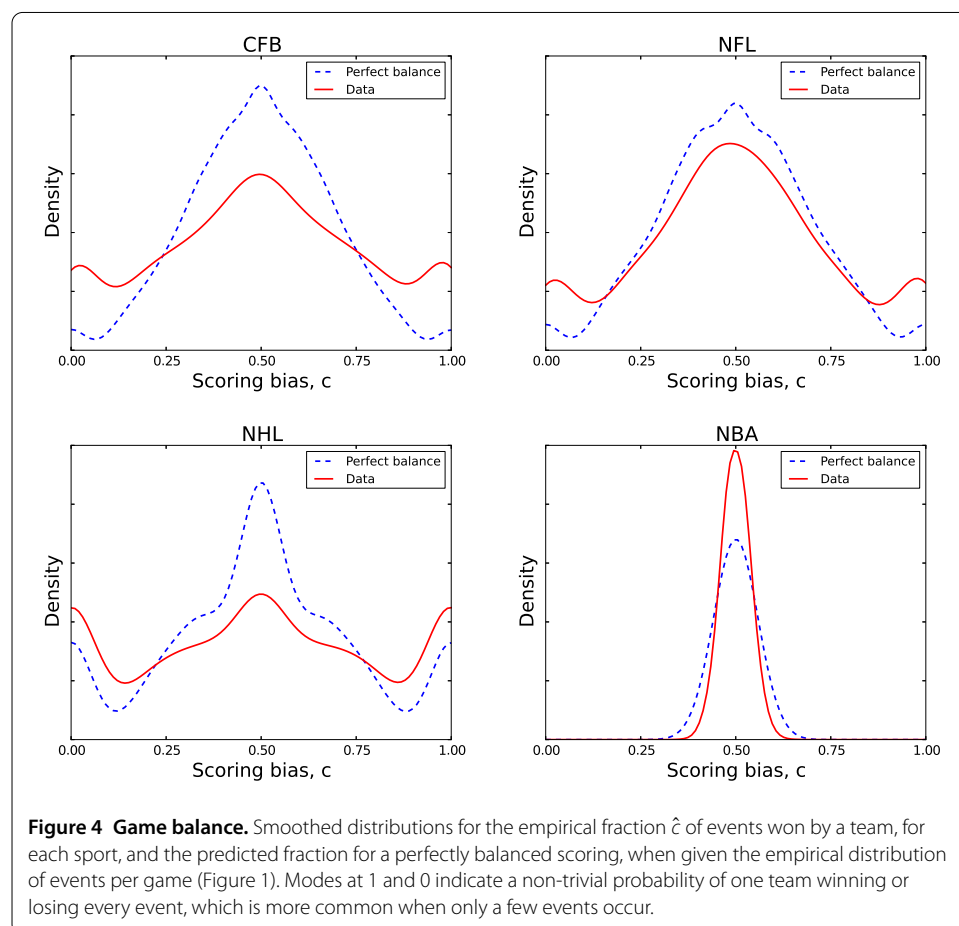 CFB
Perfect balance
Data
Density
0.00 0.25 0.50 0.75 1.00
Scoring bias, c
NFL
Perfect balance
Data
Density
0.00 0.25 0.50 0.75 1.00
Scoring bias, c
NHL
Perfect balance
Data
Density
0.00 0.25 0.50 0.75 1.00
Scoring bias, c
NBA
Perfect balance
Data
Density
0.00 0.25 0.50 0.75 1.00
Scoring bias, c
Figure 4 Game balance. Smoothed distributions for the empirical fraction ĉ of events won by a team, for
each sport, and the predicted fraction for a perfectly balanced scoring, when given the empirical distribution
of events per game (Figure 1). Modes at 1 and 0 indicate a non-trivial probability of one team winning or
losing every event, which is more common when only a few events occur.